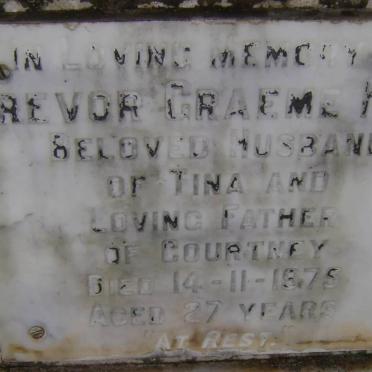 IN LOVING MEMORY
REVOR GRAEME
BELOVED HUSBAN
OF TINA AND
LOVING FATHER
OF COURTNEY
DIED 14-11-1975
AGED 27 YEARS
"AT REST."